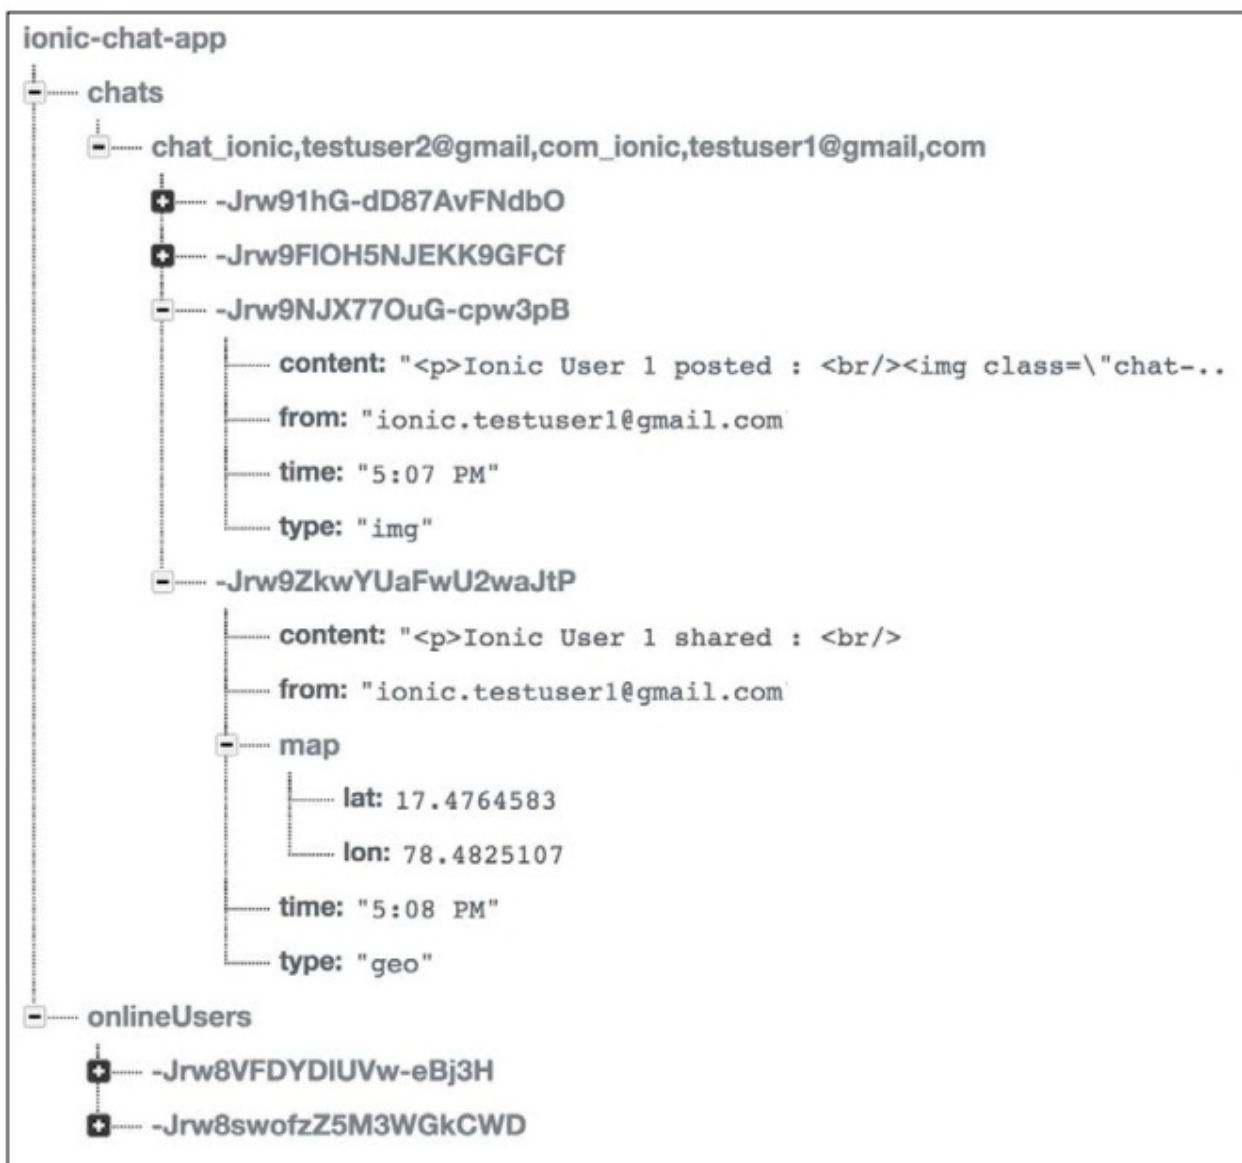 ionic-chat-app
chats
chat_ionic,testuser2@gmail,com_ionic,testuser1@gmail,com
-Jrw91hG-dD87AvFNdbO
-Jrw9FlOH5NJEKK9GFCf
-Jrw9NJX77OuG-cpw3pB
content: "<p>Ionic User 1 posted : <br/><img class=\"chat-..
from: "ionic.testuser1@gmail.com
time: "5:07 PM"
type: "img"
-Jrw9ZkwYUaFwU2waJtP
content: "<p>Ionic User 1 shared : <br/>
from: "ionic.testuser1@gmail.com
map
lat: 17.4764583
lon: 78.4825107
time: "5:08 PM"
type: "geo"
onlineUsers
-Jrw8VFDYDlUVw-eBj3H
-Jrw8swofzZ5M3WGkCWD